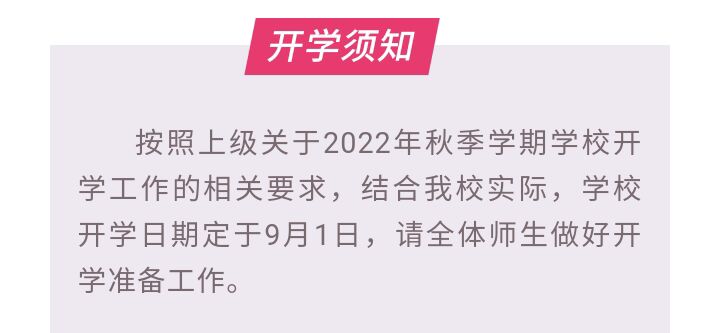 开学须知
按照上级关于2022年秋季学期学校开
学工作的相关要求，结合我校实际，学校
开学日期定于9月1日，请全体师生做好开
学准备工作。